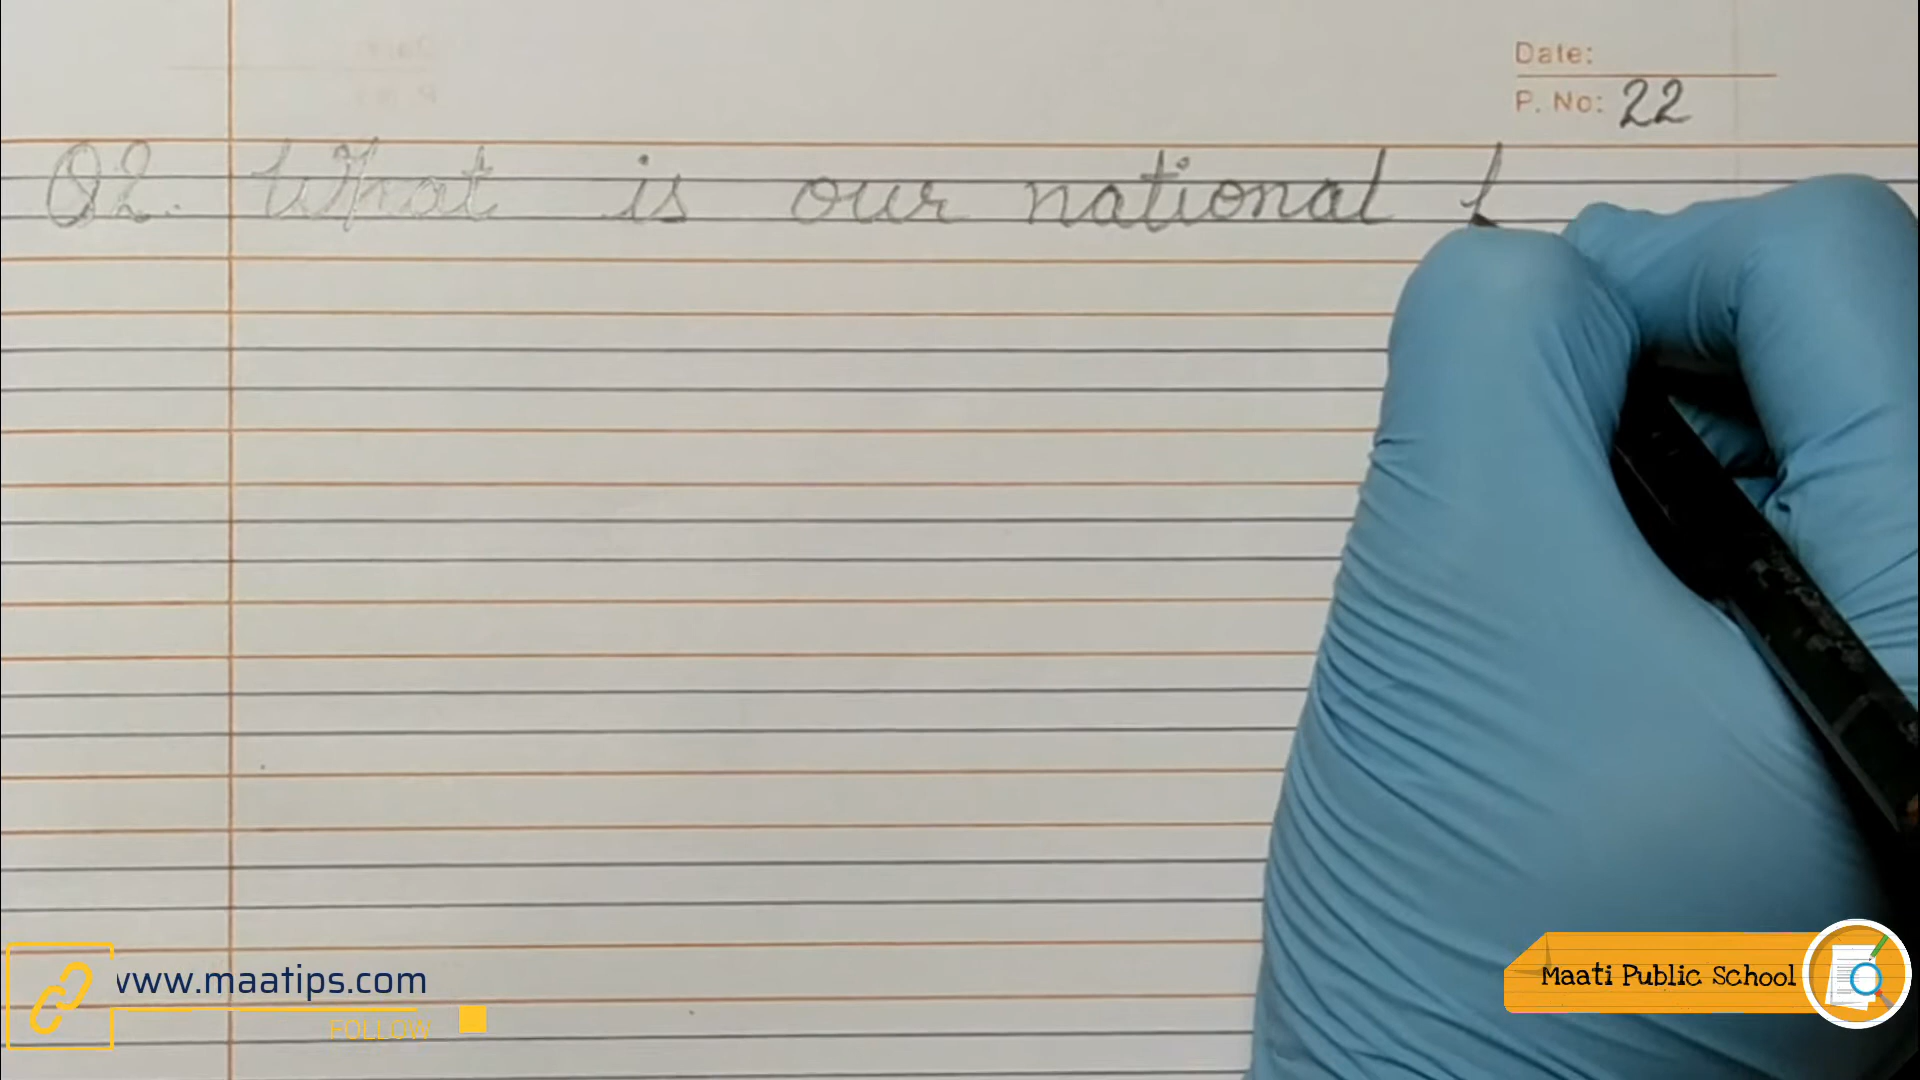 Date:
P. No: 22
Q2. What is our national
www.maatips.com
FOLLOW
Maati Public School